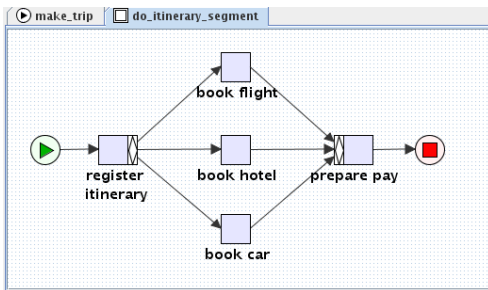 make_trip
do_itinerary_segment
book flight
register
itinerary
book hotel
prepare pay
book car